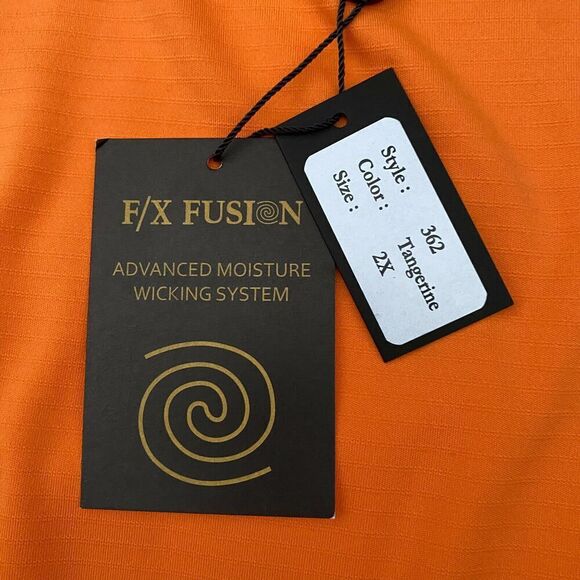 F/X FUSION
ADVANCED MOISTURE
WICKING SYSTEM
Style : 362
Color : Tangerine
Size : 2X